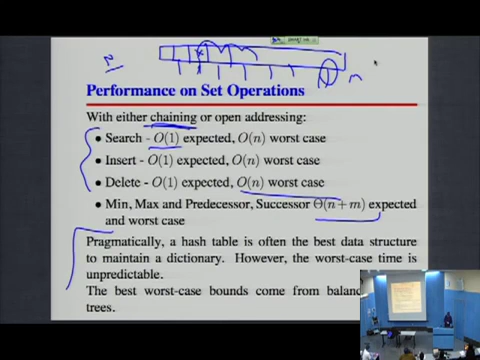 Performance on Set Operations
With either chaining or open addressing:
• Search - O(1) expected, O(n) worst case
• Insert - O(1) expected, O(n) worst case
• Delete - O(1) expected, O(n) worst case
• Min, Max and Predecessor, Successor Θ(n + m) expected
and worst case
Pragmatically, a hash table is often the best data structure
to maintain a dictionary. However, the worst-case time is
unpredictable.
The best worst-case bounds come from balan
trees.